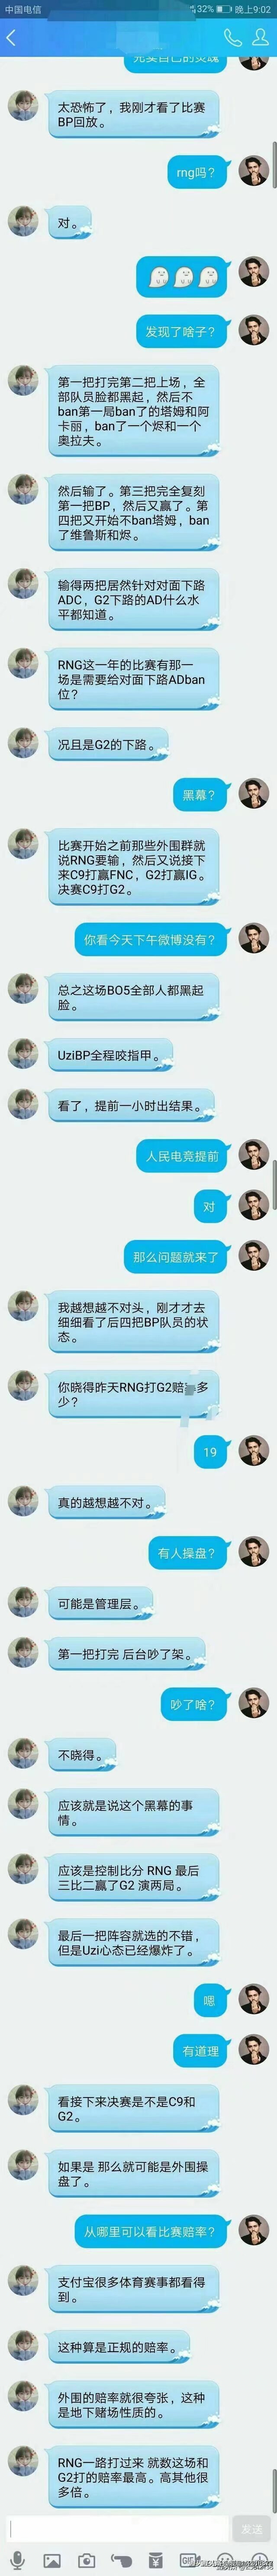 中国电信
32%
晚上9:02
出卖自己的灵魂
太恐怖了，我刚才看了比赛
BP回放。
rng吗？
对。
发现了啥子？
第一把打完第二把上场，全
部队员脸都黑起，然后不
ban第一局ban了的塔姆和阿
卡丽，ban了一个烬和一个
奥拉夫。
然后输了。第三把完全复刻
第一把BP，然后又赢了。第
四把又开始不ban塔姆，ban
了维鲁斯和烬。
输得两把居然针对对面下路
ADC，G2下路的AD什么水
平都知道。
RNG这一年的比赛有那一
场是需要给对面下路ADban
位？
况且是G2的下路。
黑幕？
比赛开始之前那些外围群就
说RNG要输，然后又说接下
来C9打赢FNC，G2打赢IG。
决赛C9打G2。
你看今天下午微博没有？
总之这场BO5全部人都黑起
脸。
UziBP全程咬指甲。
看了，提前一小时出结果。
人民电竞提前
对
那么问题就来了
我越想越不对头，刚才才去
细细看了后四把BP队员的状
态。
你晓得昨天RNG打G2赔 多
少？
19
真的越想越不对。
有人操盘？
可能是管理层。
第一把打完 后台吵了架。
吵了啥？
不晓得。
应该就是说这个黑幕的事
情。
应该是控制比分 RNG 最后
三比二赢了G2 演两局。
最后一把阵容就选的不错，
但是Uzi心态已经爆炸了。
嗯
有道理
看接下来决赛是不是C9和
G2。
如果是 那么就可能是外围操
盘了。
从哪里可以看比赛赔率？
支付宝很多体育赛事都看得
到。
这种算是正规的赔率。
外围的赔率就很夸张，这种
是地下赌场性质的。
RNG一路打过来 就数这场和
G2打的赔率最高。高其他很
多倍。
发送
GIF